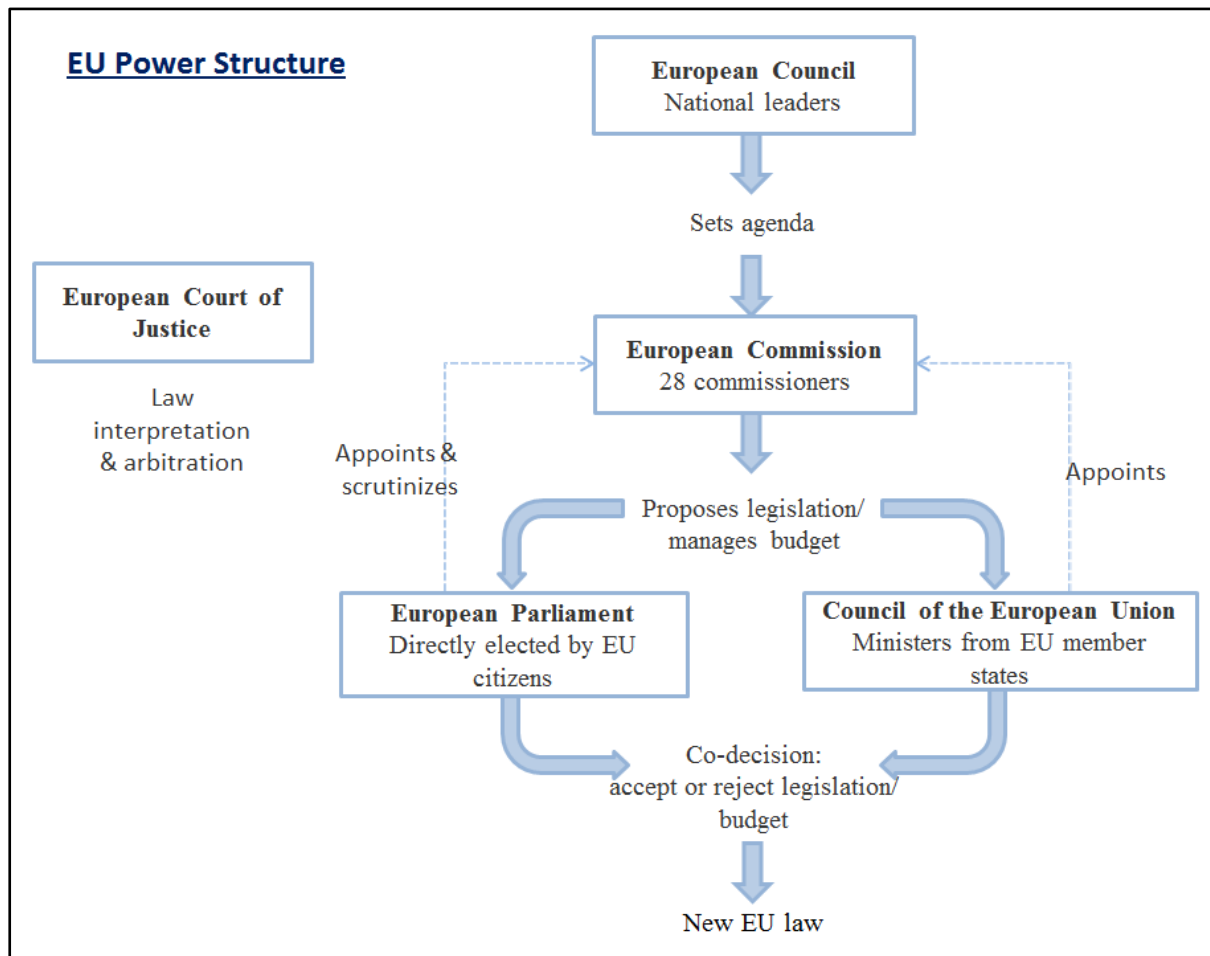 EU Power Structure
European Council
National leaders
Sets agenda
European Court of
Justice
Law
interpretation
& arbitration
European Commission
28 commissioners
Appoints &
scrutinizes
Appoints
Proposes legislation/
manages budget
European Parliament
Directly elected by EU
citizens
Council of the European Union
Ministers from EU member
states
Co-decision:
accept or reject legislation/
budget
New EU law